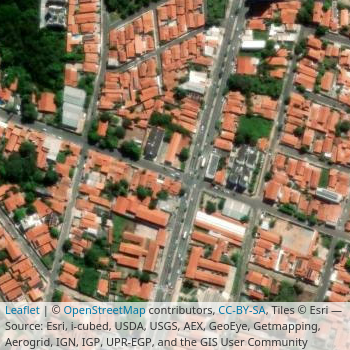 Leaflet | © OpenStreetMap contributors, CC-BY-SA, Tiles © Esri —
Source: Esri, i-cubed, USDA, USGS, AEX, GeoEye, Getmapping,
Aerogrid, IGN, IGP, UPR-EGP, and the GIS User Community